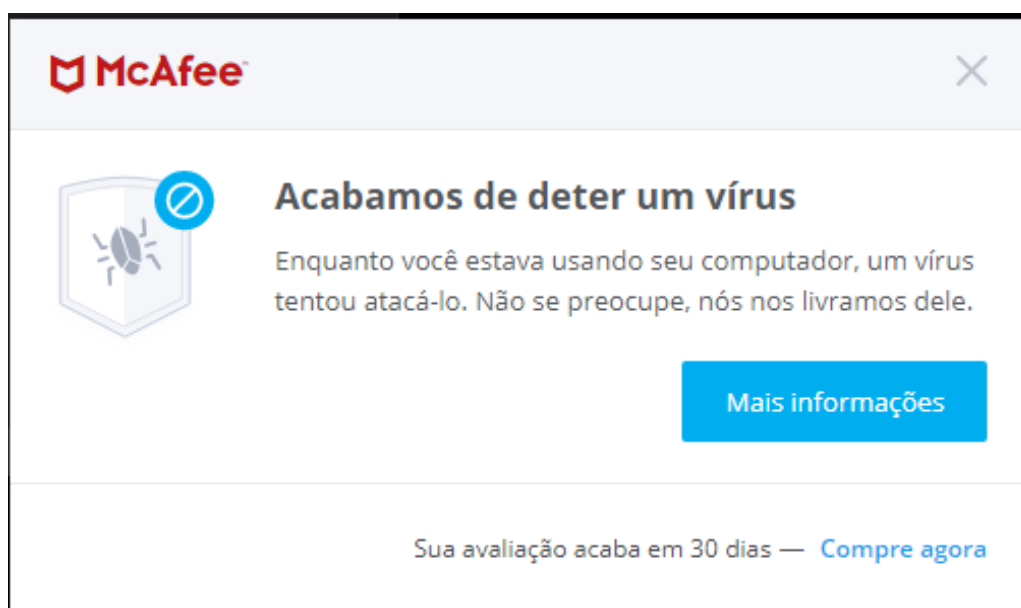 McAfee
Acabamos de deter um vírus
Enquanto você estava usando seu computador, um vírus
tentou atacá-lo. Não se preocupe, nós nos livramos dele.
Mais informações
Sua avaliação acaba em 30 dias — Compre agora